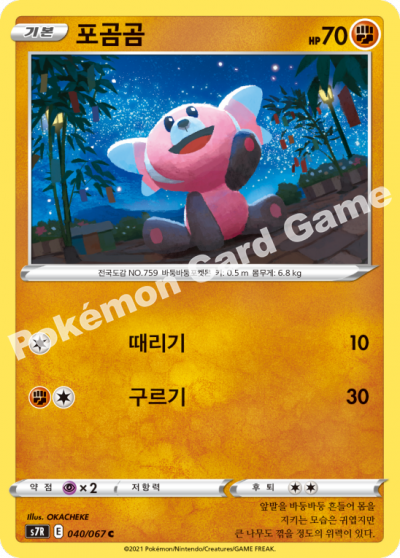 기본 포곰곰 HP 70
전국도감 NO.759 바둥바둥포켓몬 키: 0.5 m 몸무게: 6.8 kg
Pokémon Card Game
때리기 10
구르기 30
약점 ×2 저항력 후퇴
앞발을 바둥바둥 흔들어 몸을
지키는 모습은 귀엽지만
큰 나무도 꺾을 정도의 위력이 있다.
Illus. OKACHEKE
s7R E 040/067 C
©2021 Pokémon/Nintendo/Creatures/GAME FREAK.